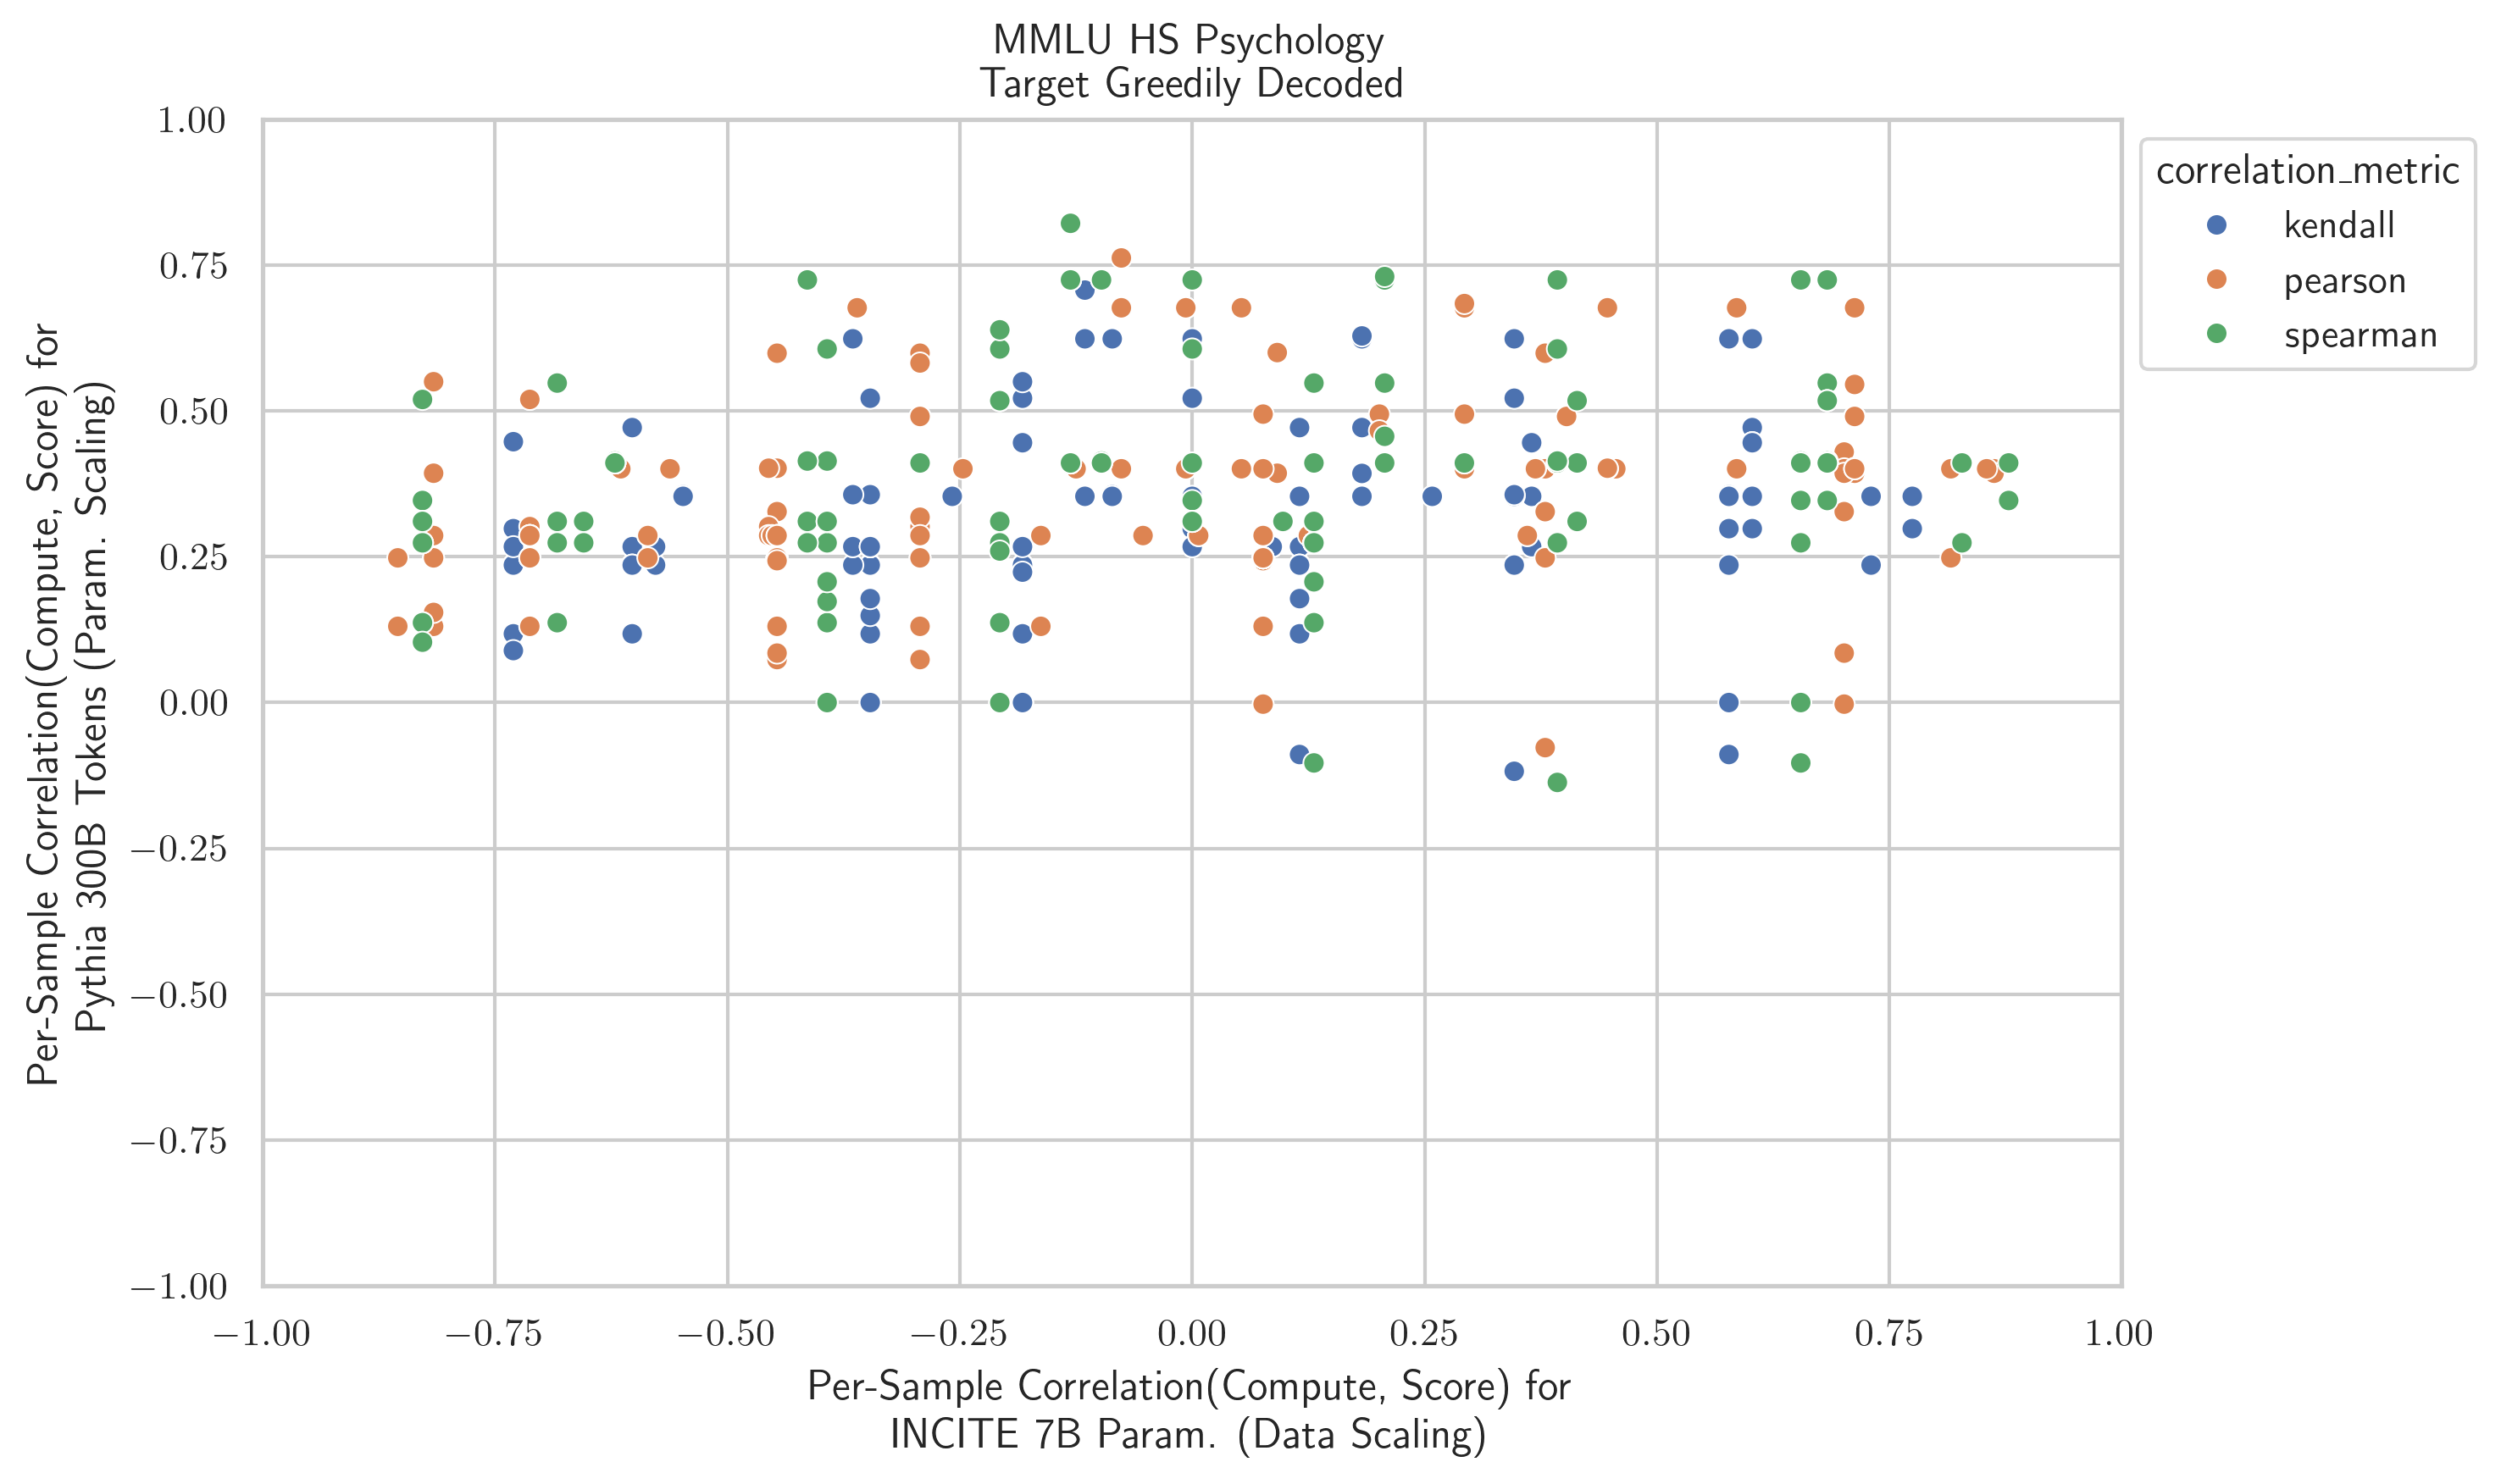 MMLU HS Psychology
Target Greedily Decoded
Per-Sample Correlation(Compute, Score) for
Pythia 300B Tokens (Param. Scaling)
1.00
0.75
0.50
0.25
0.00
−0.25
−0.50
−0.75
−1.00
−1.00
−0.75
−0.50
−0.25
0.00
0.25
0.50
0.75
1.00
Per-Sample Correlation(Compute, Score) for
INCITE 7B Param. (Data Scaling)
correlation_metric
kendall
pearson
spearman